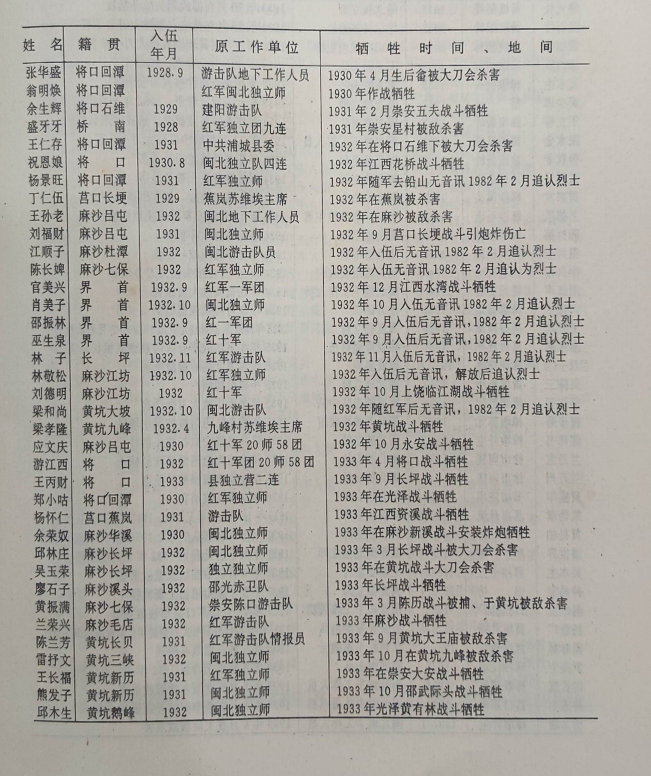 姓名 籍贯 入伍年月 原工作单位 牺牲时间、地间
张华盛 将口回潭 1928.9 游击队地下工作人员 1930年4月生后畲被大刀会杀害
翁明焕 将口回潭 红军闽北独立师 1930年作战牺牲
余生辉 将口石维 1929 建阳游击队 1931年2月崇安五夫战斗牺牲
盛牙牙 桥南 1928 红军独立团九连 1931年崇安星村被敌杀害
王仁存 将口回潭 1931 中共浦城县委 1932年在将口石维下被大刀会杀害
祝恩娘 将口 1930.8 闽北独立队四连 1932年江西花桥战斗牺牲
杨景旺 将口回潭 1931 红军独立师 1932年随军去铅山无音讯1982年2月追认烈士
丁仁伍 莒口长埂 1929 蕉岚苏维埃主席 1932年在蕉岚被杀害
王孙老 麻沙吕屯 1932 闽北地下工作人员 1932年在麻沙被敌杀害
刘福财 麻沙吕屯 1931 闽北独立师 1932年9月莒口长埂战斗引炮炸伤亡
江顺子 麻沙杜潭 1932 闽北游击队员 1932年入伍后无音讯1982年2月追认烈士
陈长婢 麻沙七保 1932 红军独立师 1932年入伍无音讯1982年2月追认为烈士
官美兴 界首 1932.9 红军一军团 1932年12月江西水湾战斗牺牲
肖美子 界首 1932.10 闽北独立师 1932年10月入伍无音讯1982年2月追认烈士
邵振林 界首 1932.9 红一军团 1932年9月入伍后无音讯,1982年2月追认烈士
巫生泉 界首 1932.9 红十军 1932年9月入伍后无音讯,1982年2月追认烈士
林子 长坪 1932.11 红军游击队 1932年11月入伍后无音讯,1982年2月追认烈士
林敬松 麻沙江坊 1932.10 红军独立师 1932年入伍后无音讯,解放后追认烈士
刘德明 麻沙江坊 1932 红十军 1932年10月上饶临江湖战斗牺牲
梁和尚 黄坑大坡 1932.10 闽北游击队 1932年随红军后无音讯,1982年2月追认烈士
梁孝隆 黄坑九峰 1932.4 九峰村苏维埃主席 1932年黄坑战斗牺牲
应文庆 麻沙吕屯 1930 红十军20师58团 1932年10月永安战斗牺牲
游江西 将口 1932 红十军团20师58团 1933年4月将口战斗牺牲
王丙财 将口 1933 县独立营二连 1933年9月长坪战斗牺牲
郑小咕 将口回潭 1930 红军独立师 1933年在光泽战斗牺牲
杨怀仁 莒口蕉岚 1931 游击队 1933年江西资溪战斗牺牲
余荣奴 麻沙华溪 1930 闽北独立师 1933年在麻沙新溪战斗安装炸炮牺牲
邱林庄 麻沙长坪 1932 闽北独立师 1933年3月长坪战斗被大刀会杀害
吴玉荣 麻沙长坪 1932 独立独立师 1933年在黄坑战斗大刀会杀害
廖石子 麻沙溪头 1932 邵光赤卫队 1933年长坪战斗牺牲
黄振满 麻沙七保 1932 崇安陈口游击队 1933年3月陈历战斗被捕、于黄坑被敌杀害
兰荣兴 麻沙毛店 1932 红军游击队 1933年麻沙战斗牺牲
陈兰芳 黄坑长贝 1931 红军游击队情报员 1933年9月黄坑大王庙被敌杀害
雷抒文 黄坑三峡 1932 闽北独立师 1933年10月在黄坑九峰被敌杀害
王长福 黄坑新历 1931 红军独立师 1933年在崇安大安战斗牺牲
熊发子 黄坑新历 1931 闽北独立师 1933年10月邵武际头战斗牺牲
邱木生 黄坑鹅峰 1932 闽北独立师 1933年光泽黄有林战斗牺牲